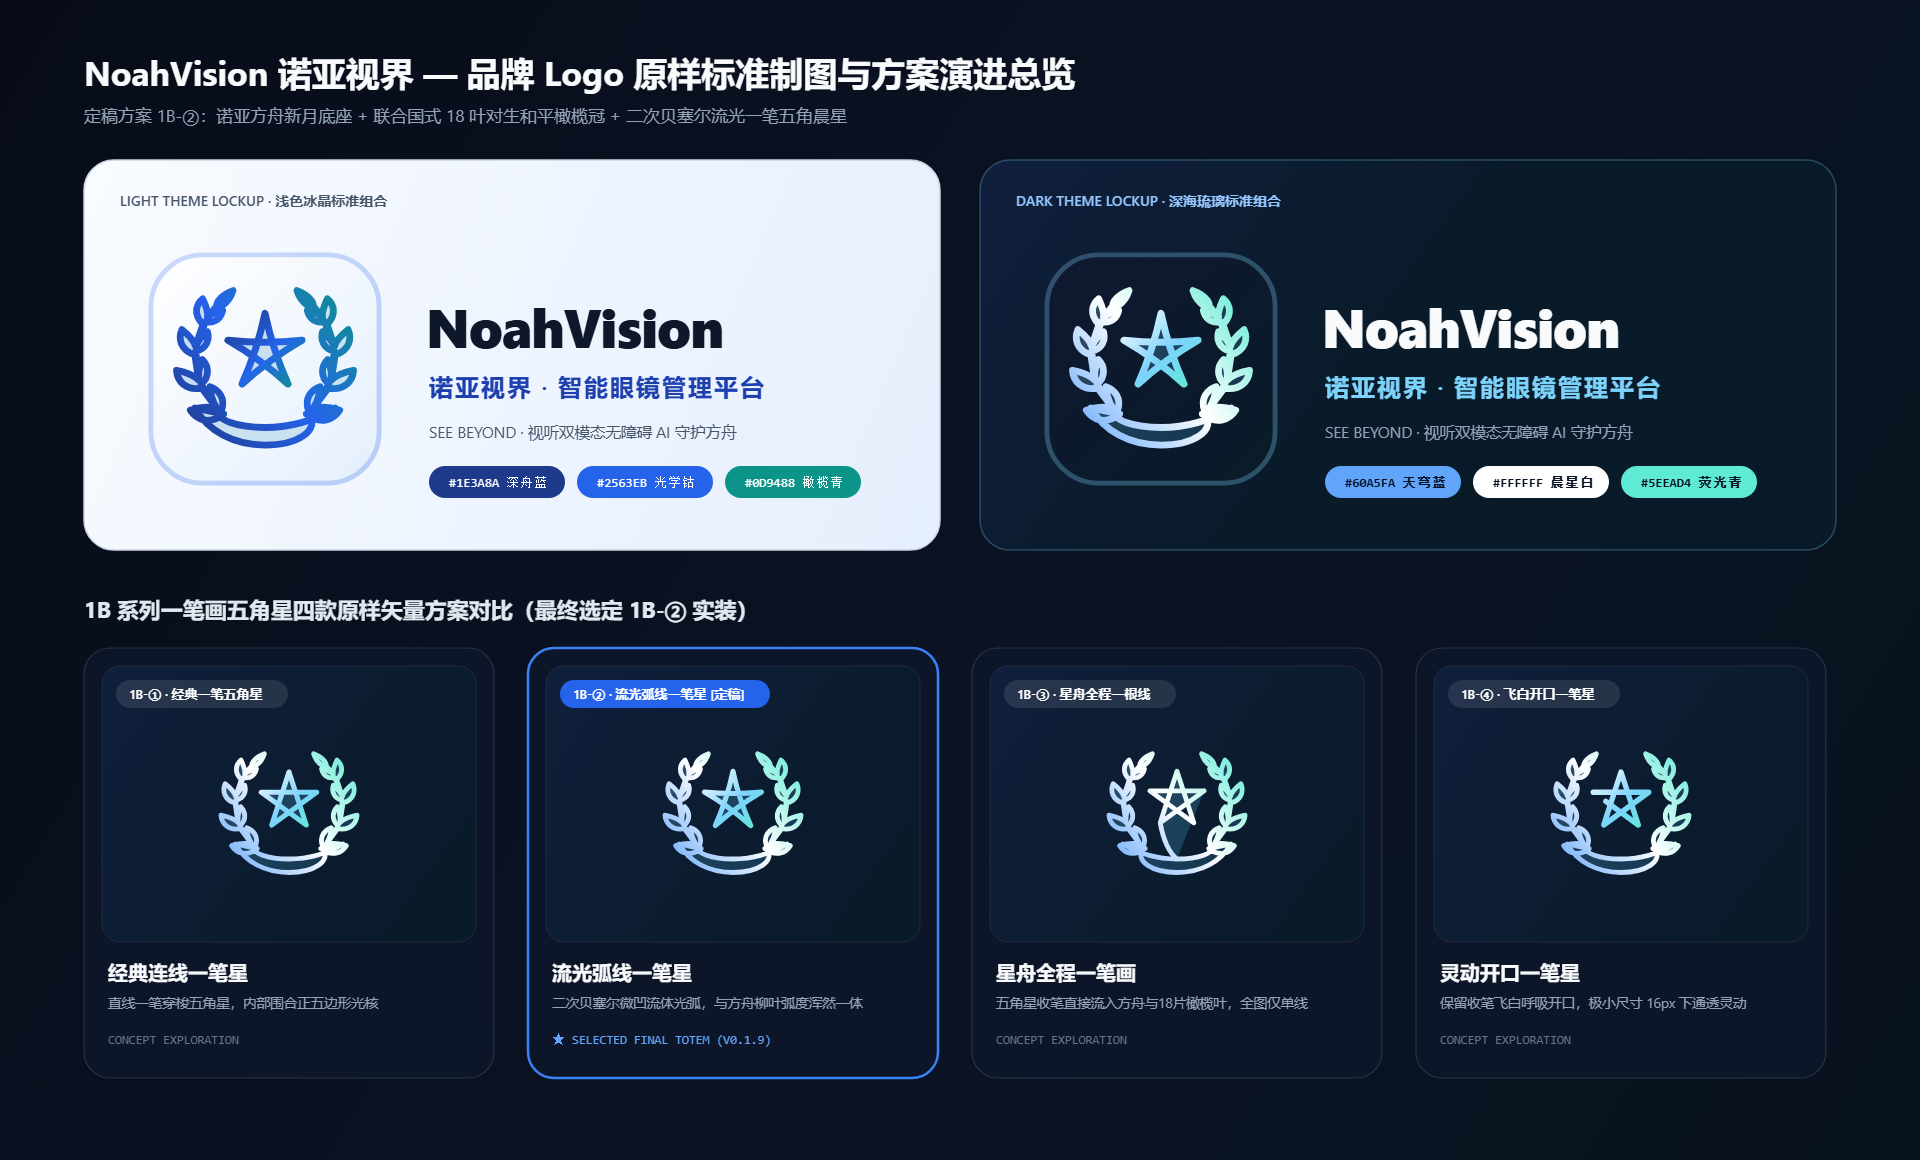 NoahVision 诺亚视界 — 品牌 Logo 原样标准制图与方案演进总览
定稿方案 1B-②：诺亚方舟新月底座 + 联合国式 18 叶对生和平橄榄冠 + 二次贝塞尔流光一笔五角晨星
LIGHT THEME LOCKUP · 浅色冰晶标准组合
NoahVision
诺亚视界 · 智能眼镜管理平台
SEE BEYOND · 视听双模态无障碍 AI 守护方舟
#1E3A8A 深舟蓝
#2563EB 光学钴
#0D9488 橄榄青
DARK THEME LOCKUP · 深海琉璃标准组合
NoahVision
诺亚视界 · 智能眼镜管理平台
SEE BEYOND · 视听双模态无障碍 AI 守护方舟
#60A5FA 天穹蓝
#FFFFFF 晨星白
#5EEAD4 荧光青
1B 系列一笔画五角星四款原样矢量方案对比（最终选定 1B-② 实装）
1B-① · 经典一笔五角星
经典连线一笔星
直线一笔穿梭五角星，内部围合正五边形光核
CONCEPT EXPLORATION
1B-② · 流光弧线一笔星 [定稿]
流光弧线一笔星
二次贝塞尔微凹流体光弧，与方舟柳叶弧度浑然一体
★ SELECTED FINAL TOTEM (V0.1.9)
1B-③ · 星舟全程一根线
星舟全程一笔画
五角星收笔直接流入方舟与18片橄榄叶，全图仅单线
CONCEPT EXPLORATION
1B-④ · 飞白开口一笔星
灵动开口一笔星
保留收笔飞白呼吸开口，极小尺寸 16px 下通透灵动
CONCEPT EXPLORATION